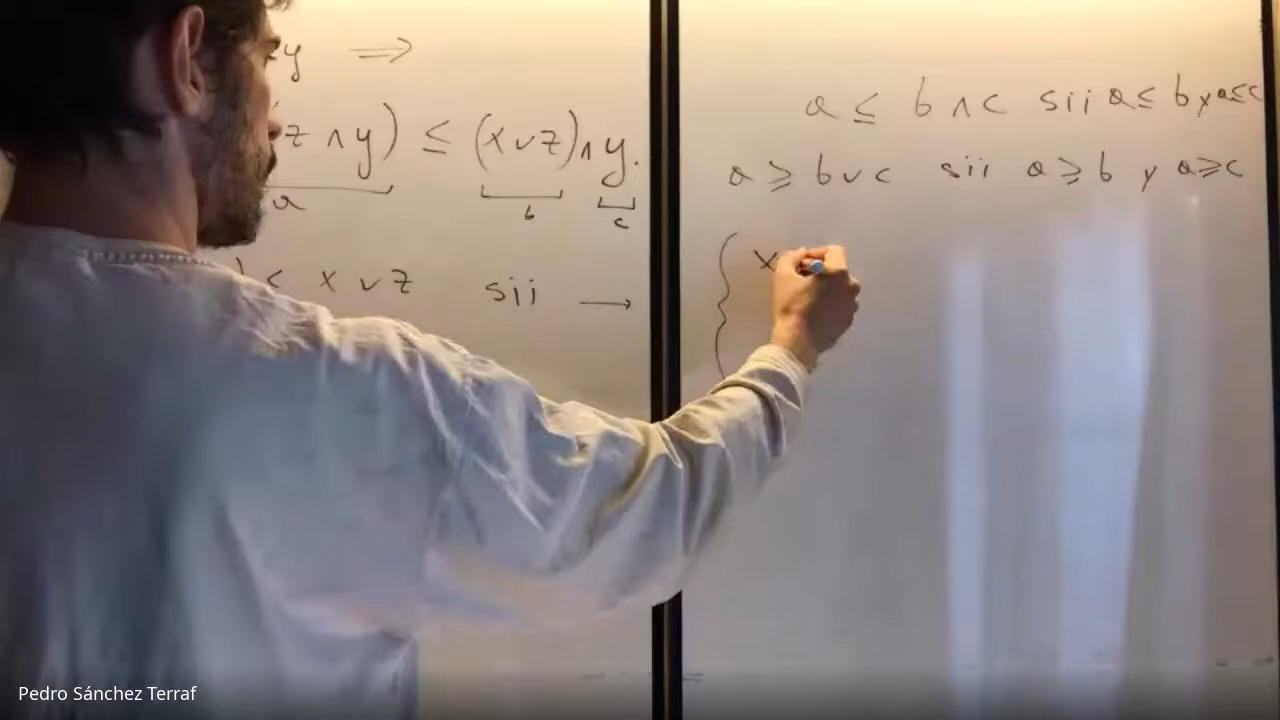 y ⟹
z ∧ y) ≤ (x ∨ z) ∧ y.
a b c
) < x ∨ z sii →
a ≤ b ∧ c sii a ≤ b y a ≤ c
a ≥ b ∨ c sii a ≥ b y a ≥ c
{ x
Pedro Sánchez Terraf